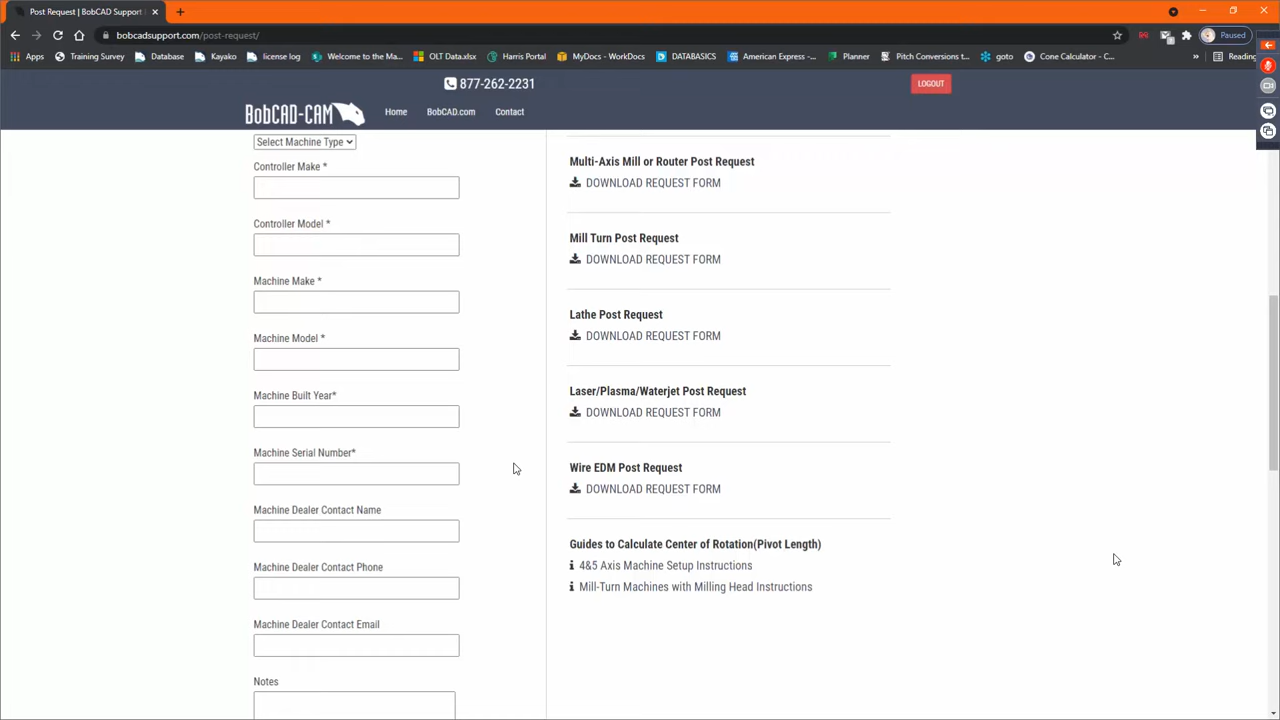 Post Request | BobCAD Support
bobcadsupport.com/post-request/
Paused
Apps
Training Survey
Database
Kayako
license log
Welcome to the Ma...
OLT Data.xlsx
Harris Portal
MyDocs - WorkDocs
DATABASICS
American Express -...
Planner
Pitch Conversions t...
goto
Cone Calculator - C...
»
Reading
877-262-2231
LOGOUT
BobCAD-CAM
Home
BobCAD.com
Contact
Select Machine Type
Controller Make *
Controller Model *
Machine Make *
Machine Model *
Machine Built Year*
Machine Serial Number*
Machine Dealer Contact Name
Machine Dealer Contact Phone
Machine Dealer Contact Email
Notes
Multi-Axis Mill or Router Post Request
DOWNLOAD REQUEST FORM
Mill Turn Post Request
DOWNLOAD REQUEST FORM
Lathe Post Request
DOWNLOAD REQUEST FORM
Laser/Plasma/Waterjet Post Request
DOWNLOAD REQUEST FORM
Wire EDM Post Request
DOWNLOAD REQUEST FORM
Guides to Calculate Center of Rotation(Pivot Length)
4&5 Axis Machine Setup Instructions
Mill-Turn Machines with Milling Head Instructions